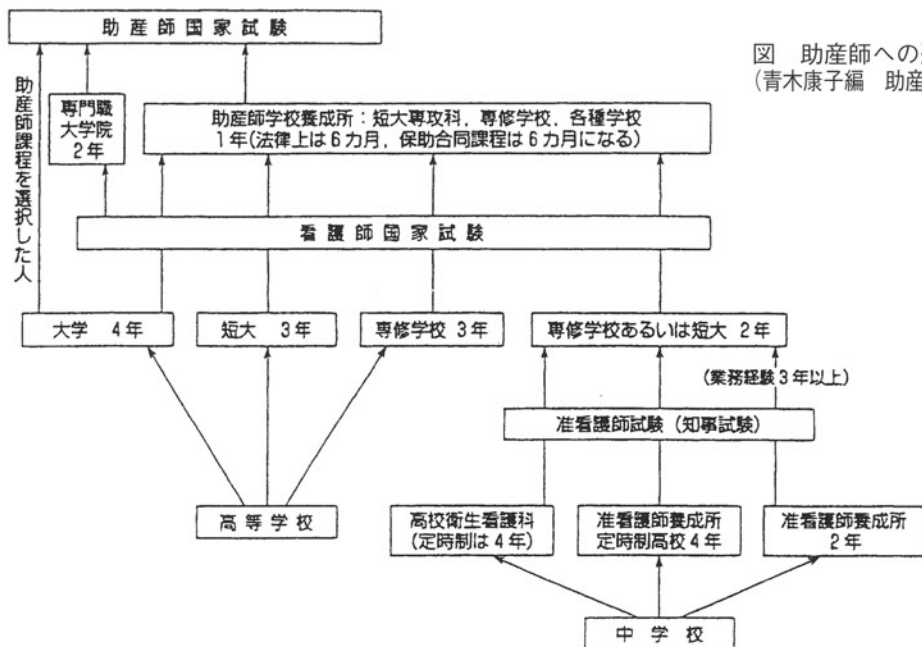 助産師国家試験
図 助産師への
(青木康子編 助産
助産師課程を選択した人
専門職
大学院
2年
助産師学校養成所：短大専攻科，専修学校，各種学校
1年(法律上は6カ月，保助合同課程は6カ月になる)
看護師国家試験
大学 4年
短大 3年
専修学校3年
専修学校あるいは短大 2年
(業務経験3年以上)
准看護師試験(知事試験)
高等学校
高校衛生看護科
(定時制は4年)
准看護師養成所
定時制高校4年
准看護師養成所
2年
中学校